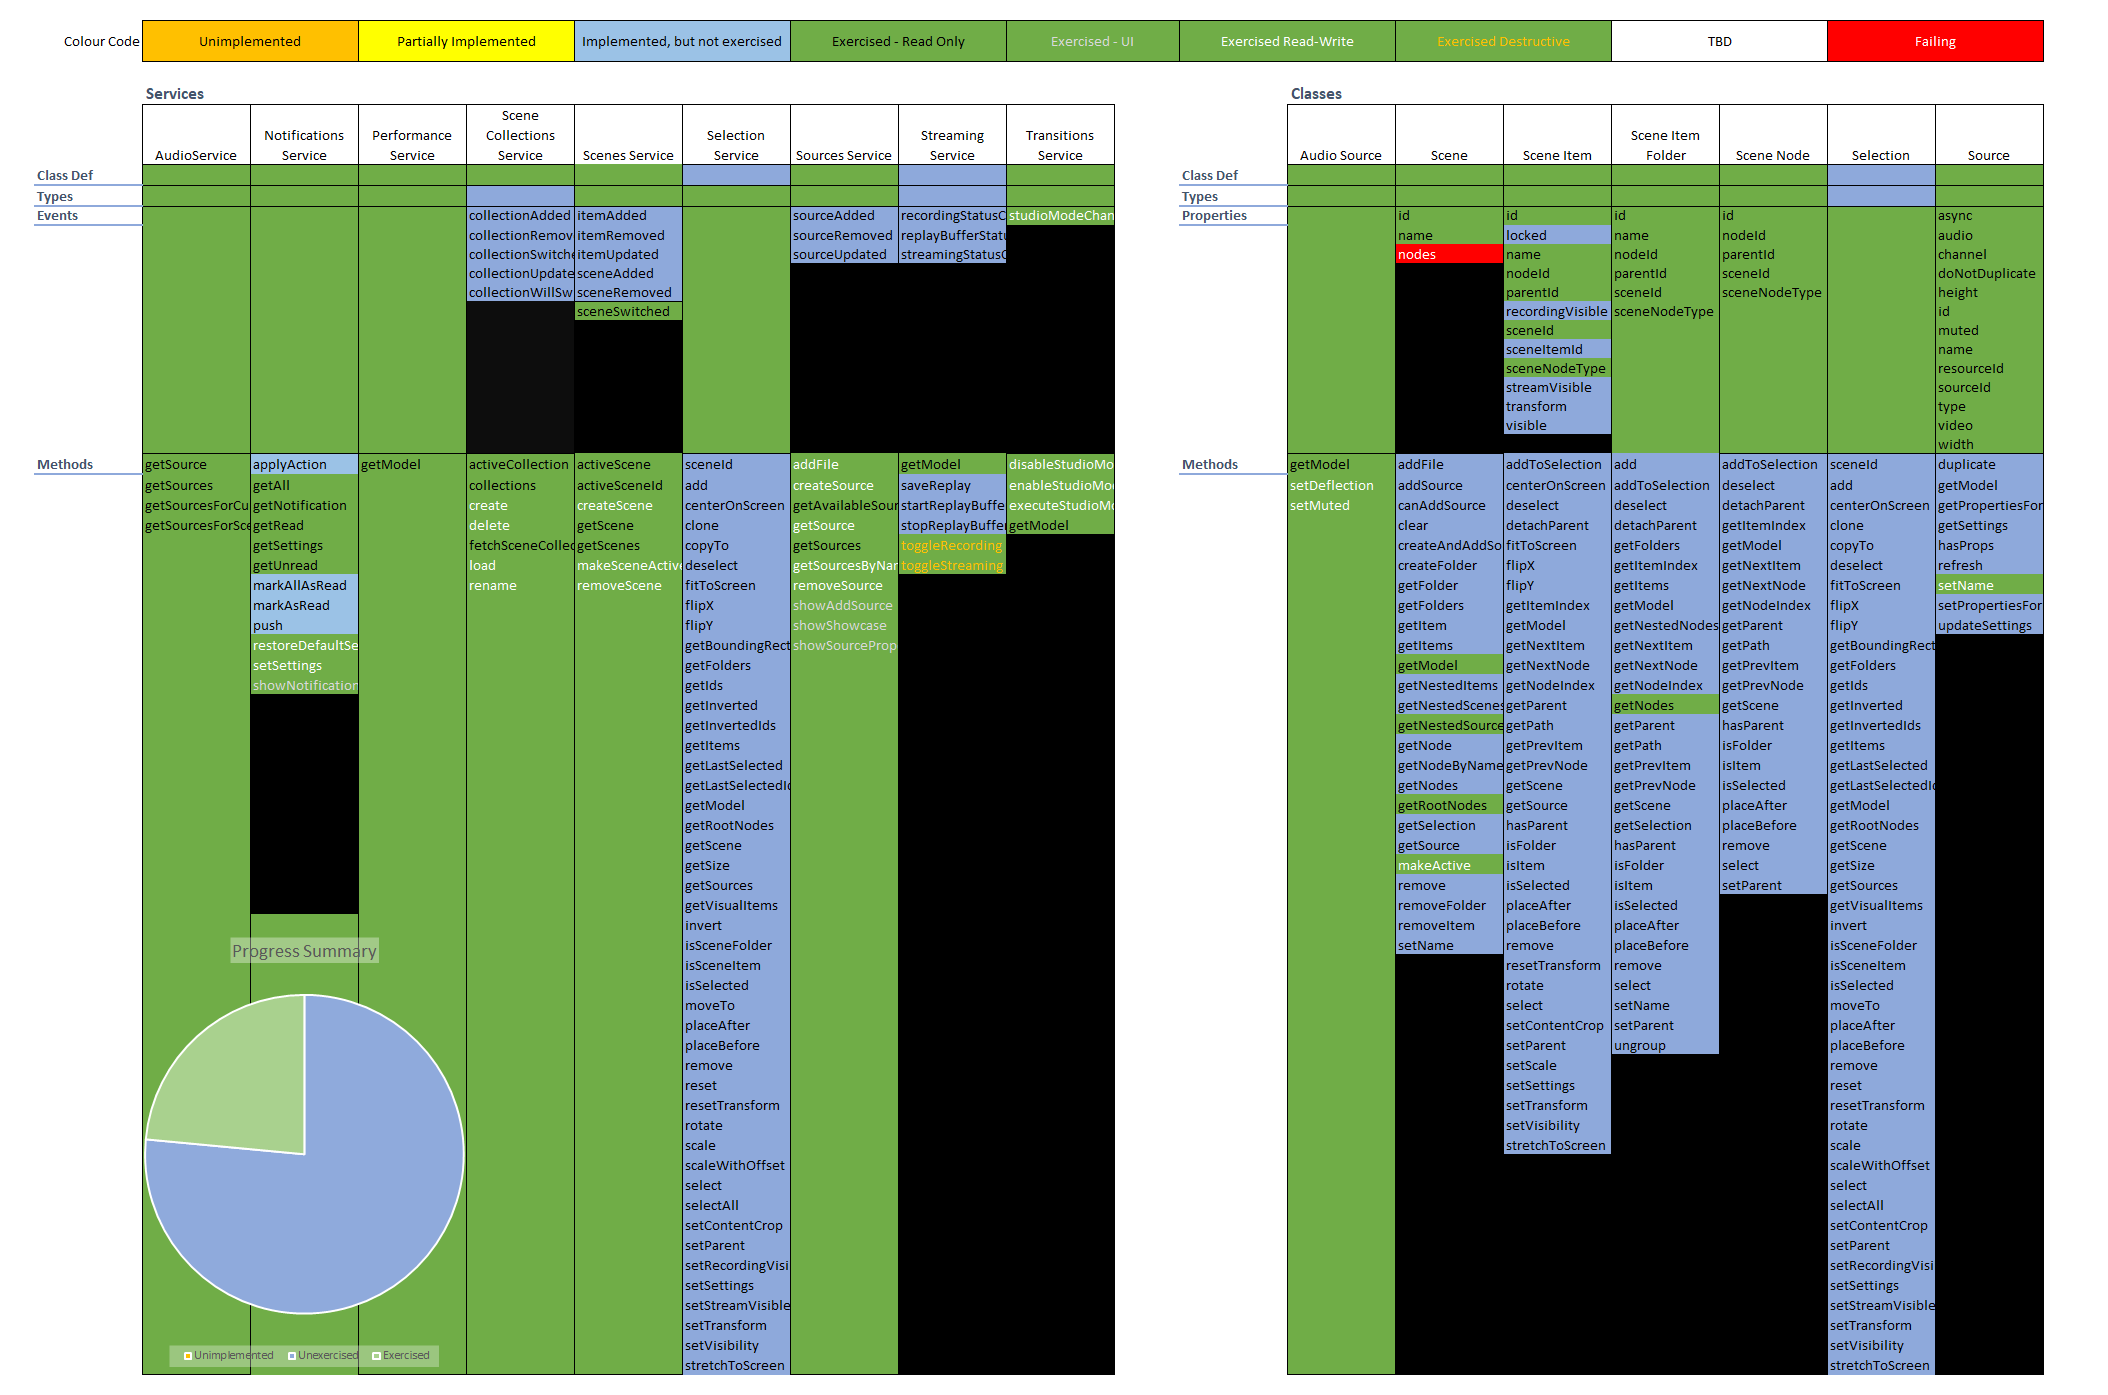 Colour Code Unimplemented Partially Implemented Implemented, but not exercised Exercised - Read Only Exercised - UI Exercised Read-Write Exercised Destructive TBD Failing
Services
AudioService
Notifications
Service
Performance
Service
Scene
Collections
Service
Scenes Service
Selection
Service
Sources Service
Streaming
Service
Transitions
Service
Class Def
Types
Events
collectionAdded
collectionRemov
collectionSwitche
collectionUpdate
collectionWillSw
itemAdded
itemRemoved
itemUpdated
sceneAdded
sceneRemoved
sceneSwitched
sourceAdded
sourceRemoved
sourceUpdated
recordingStatusC
replayBufferStatu
streamingStatusC
studioModeChan
Methods
getSource
getSources
getSourcesForCu
getSourcesForSce
applyAction
getAll
getNotification
getRead
getSettings
getUnread
markAllAsRead
markAsRead
push
restoreDefaultSe
setSettings
showNotification
getModel
activeCollection
collections
create
delete
fetchSceneCollec
load
rename
activeScene
activeSceneId
createScene
getScene
getScenes
makeSceneActive
removeScene
sceneId
add
centerOnScreen
clone
copyTo
deselect
fitToScreen
flipX
flipY
getBoundingRect
getFolders
getIds
getInverted
getInvertedIds
getItems
getLastSelected
getLastSelectedId
getModel
getRootNodes
getScene
getSize
getSources
getVisualItems
invert
isSceneFolder
isSceneItem
isSelected
moveTo
placeAfter
placeBefore
remove
reset
resetTransform
rotate
scale
scaleWithOffset
select
selectAll
setContentCrop
setParent
setRecordingVisi
setSettings
setStreamVisible
setTransform
setVisibility
stretchToScreen
addFile
createSource
getAvailableSour
getSource
getSources
getSourcesByNar
removeSource
showAddSource
showShowcase
showSourceProp
getModel
saveReplay
startReplayBuffe
stopReplayBuffe
toggleRecording
toggleStreaming
disableStudioMo
enableStudioMo
executeStudioMo
getModel
Progress Summary
Unimplemented Unexercised Exercised
Classes
Audio Source
Scene
Scene Item
Scene Item
Folder
Scene Node
Selection
Source
Class Def
Types
Properties
id
name
nodes
id
locked
name
nodeId
parentId
recordingVisible
sceneId
sceneItemId
sceneNodeType
streamVisible
transform
visible
id
name
nodeId
parentId
sceneId
sceneNodeType
id
nodeId
parentId
sceneId
sceneNodeType
async
audio
channel
doNotDuplicate
height
id
muted
name
resourceId
sourceId
type
video
width
Methods
getModel
setDeflection
setMuted
addFile
addSource
canAddSource
clear
createAndAddSo
createFolder
getFolder
getFolders
getItem
getItems
getModel
getNestedItems
getNestedScenes
getNestedSource
getNode
getNodeByName
getNodes
getRootNodes
getSelection
getSource
makeActive
remove
removeFolder
removeItem
setName
addToSelection
centerOnScreen
deselect
detachParent
fitToScreen
flipX
flipY
getItemIndex
getModel
getNextItem
getNextNode
getNodeIndex
getParent
getPath
getPrevItem
getPrevNode
getScene
getSource
hasParent
isFolder
isItem
isSelected
placeAfter
placeBefore
remove
resetTransform
rotate
select
setContentCrop
setParent
setScale
setSettings
setTransform
setVisibility
stretchToScreen
add
addToSelection
deselect
detachParent
getFolders
getItemIndex
getItems
getModel
getNestedNodes
getNextItem
getNextNode
getNodeIndex
getNodes
getParent
getPath
getPrevItem
getPrevNode
getScene
getSelection
hasParent
isFolder
isItem
isSelected
placeAfter
placeBefore
remove
select
setName
setParent
ungroup
addToSelection
deselect
detachParent
getItemIndex
getModel
getNextItem
getNextNode
getNodeIndex
getParent
getPath
getPrevItem
getPrevNode
getScene
hasParent
isFolder
isItem
isSelected
placeAfter
placeBefore
remove
select
setParent
sceneId
add
centerOnScreen
clone
copyTo
deselect
fitToScreen
flipX
flipY
getBoundingRect
getFolders
getIds
getInverted
getInvertedIds
getItems
getLastSelected
getLastSelectedId
getModel
getRootNodes
getScene
getSize
getSources
getVisualItems
invert
isSceneFolder
isSceneItem
isSelected
moveTo
placeAfter
placeBefore
remove
reset
resetTransform
rotate
scale
scaleWithOffset
select
selectAll
setContentCrop
setParent
setRecordingVisi
setSettings
setStreamVisible
setTransform
setVisibility
stretchToScreen
duplicate
getModel
getPropertiesFor
getSettings
hasProps
refresh
setName
setPropertiesFor
updateSettings